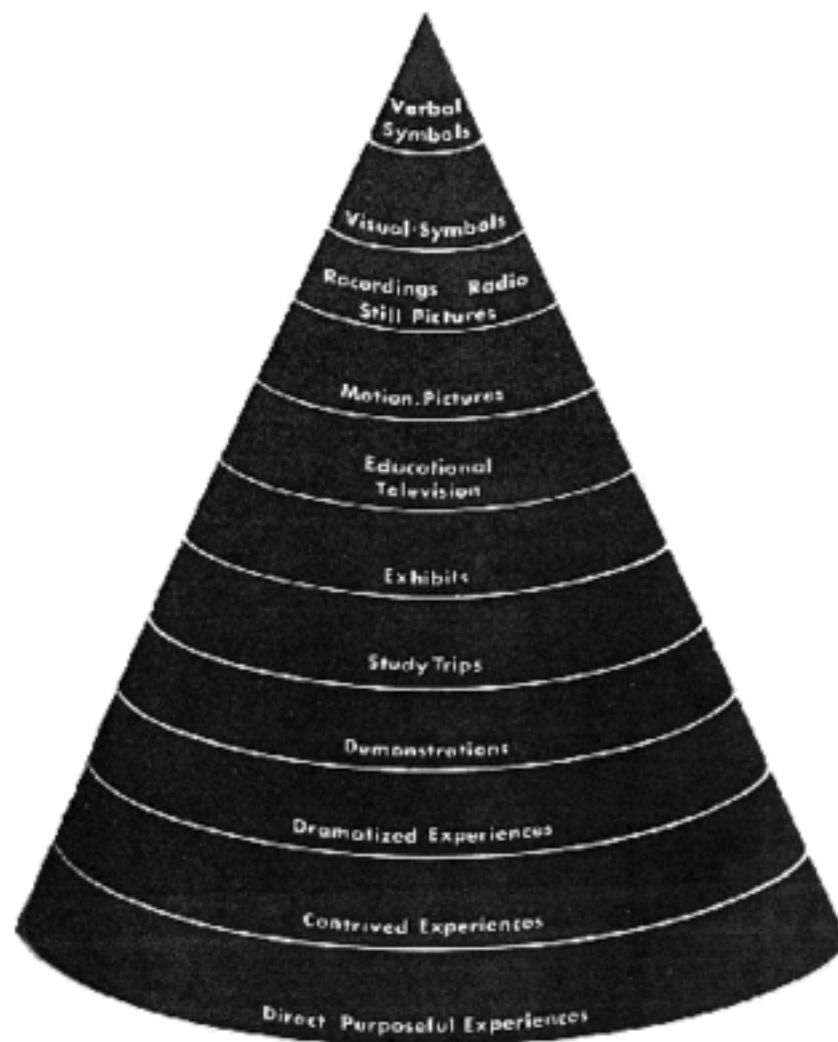 Verbal
Symbols
Visual Symbols
Recordings Radio
Still Pictures
Motion Pictures
Educational
Television
Exhibits
Study Trips
Demonstrations
Dramatized Experiences
Contrived Experiences
Direct Purposeful Experiences